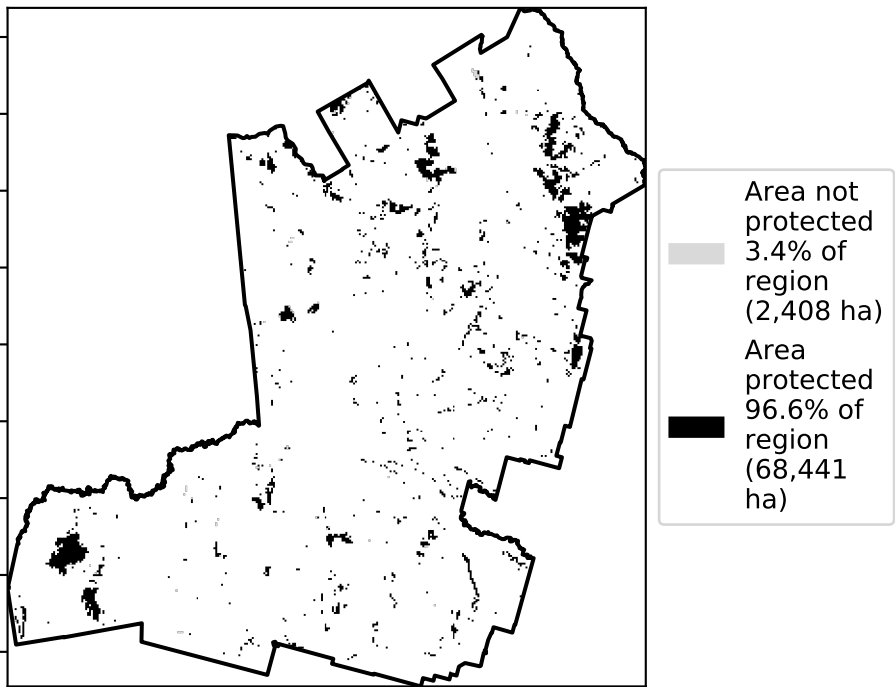 Area not
protected
3.4% of
region
(2,408 ha)
Area
protected
96.6% of
region
(68,441
ha)